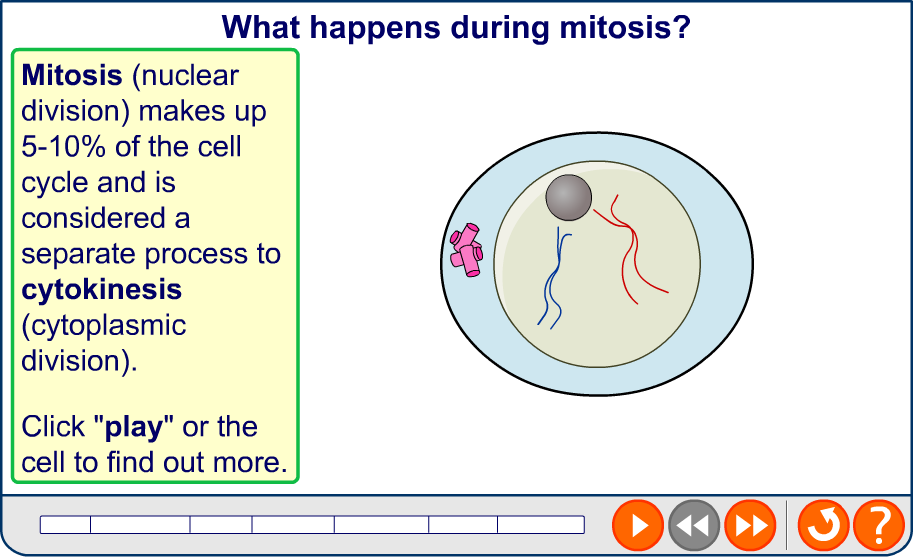 What happens during mitosis?
Mitosis (nuclear
division) makes up
5-10% of the cell
cycle and is
considered a
separate process to
cytokinesis
(cytoplasmic
division).
Click "play" or the
cell to find out more.
?